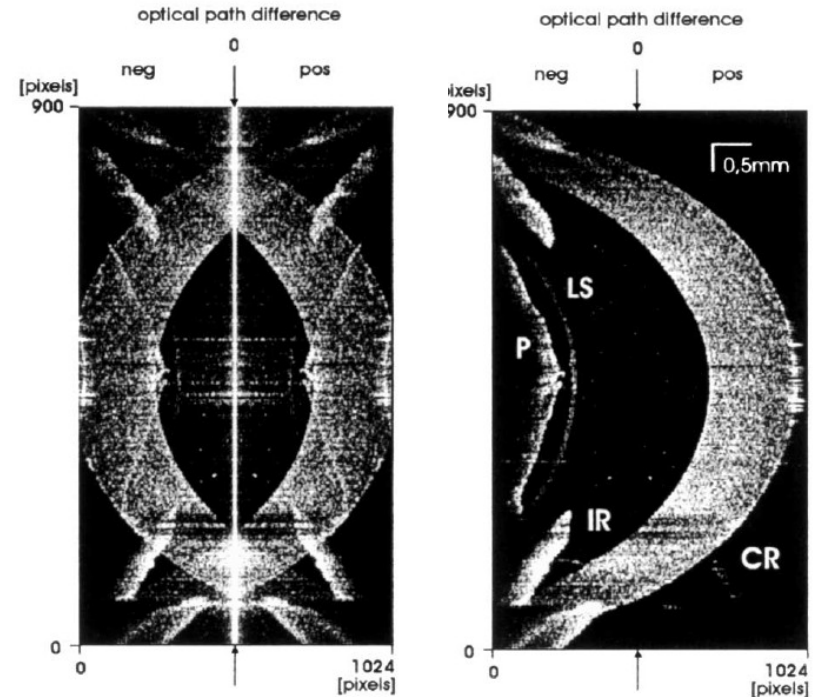 optical path difference
0
neg
pos
[pixels]
900
0
0
1024
[pixels]
optical path difference
0
neg
pos
ixels]
900
0,5mm
LS
P
IR
CR
0
0
1024
[pixels]